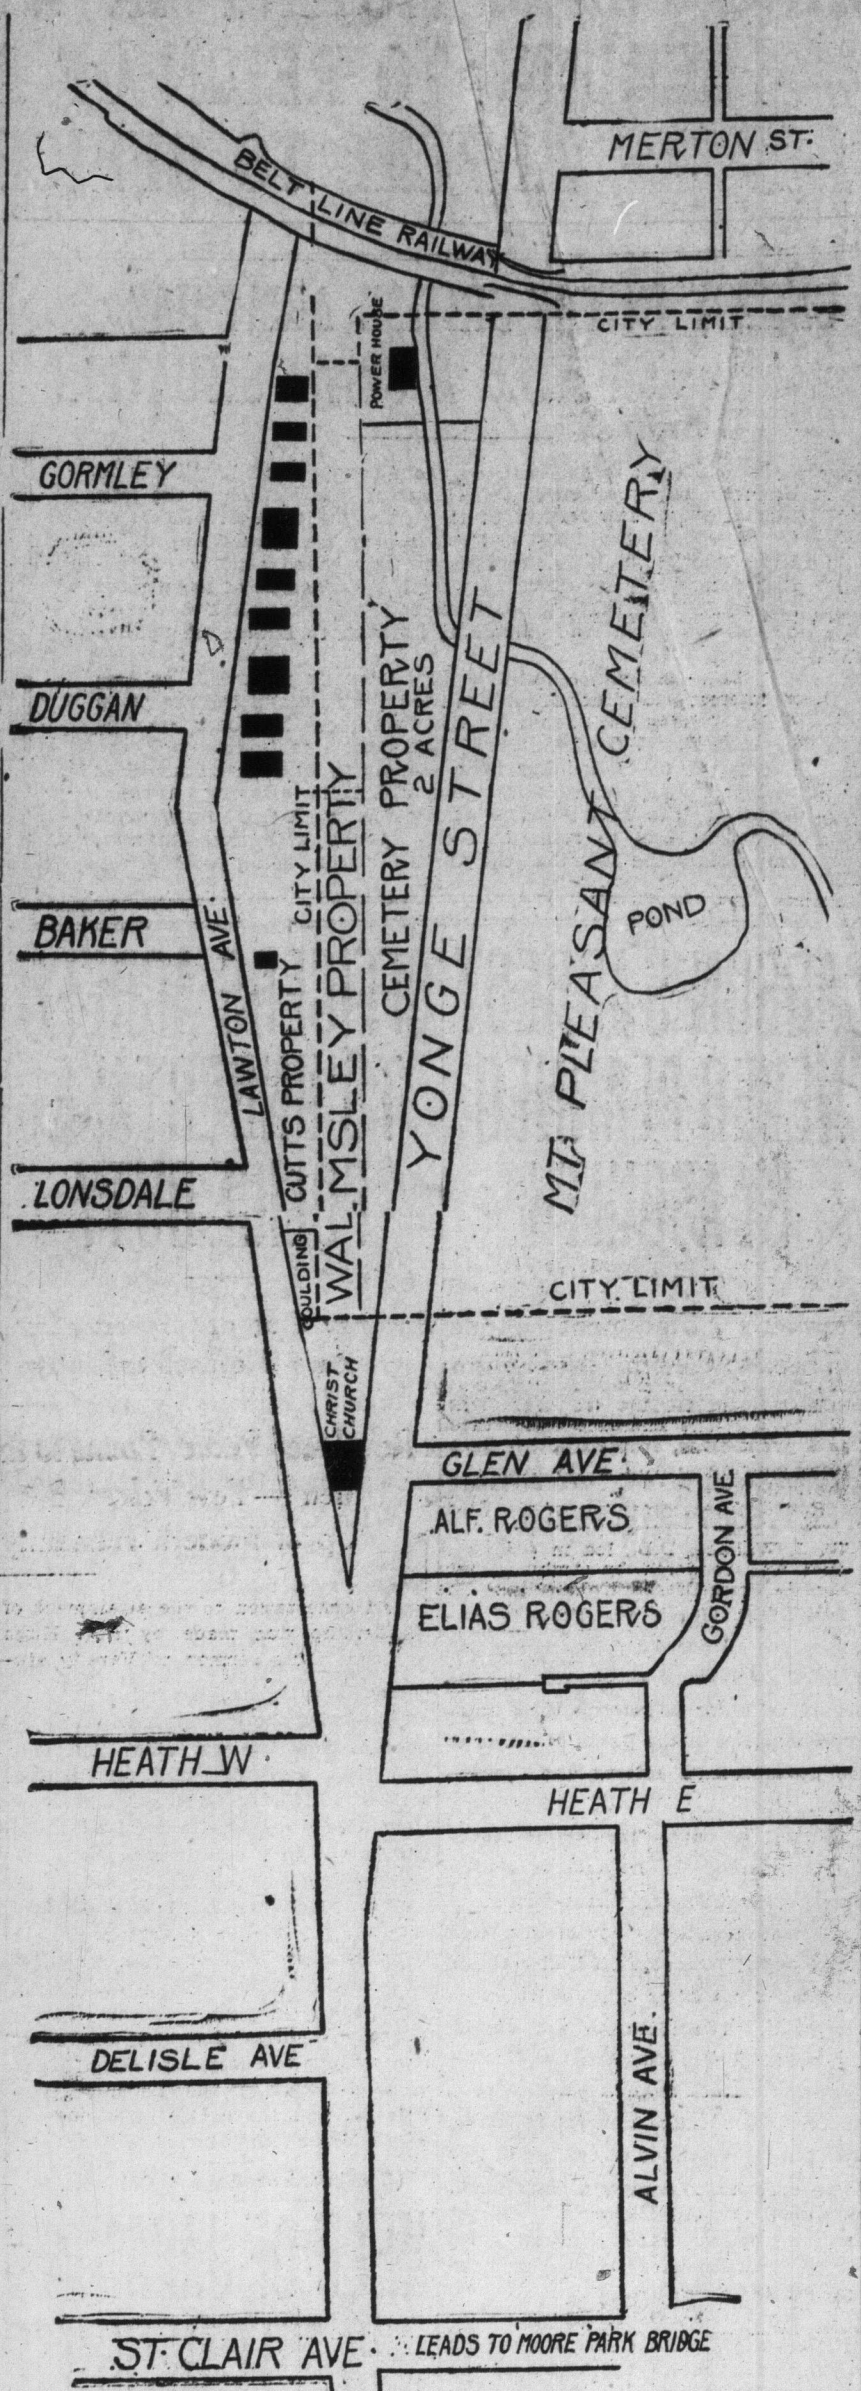 MERTON ST.
BELT LINE RAILWAY
CITY LIMIT
POWER HOUSE
GORMLEY
CEMETERY PROPERTY
2 ACRES
DUGGAN
CITY LIMIT
WALMSLEY PROPERTY
YONGE STREET
MT. PLEASANT CEMETERY
POND
BAKER
LAWTON AVE.
CUTTS PROPERTY
LONSDALE
GOULDING
CITY LIMIT
CHRIST
CHURCH
GLEN AVE.
ALF. ROGERS
GORDON AVE
ELIAS ROGERS
HEATH W.
HEATH E
DELISLE AVE
ALVIN AVE.
ST. CLAIR AVE. LEADS TO MOORE PARK BRIDGE